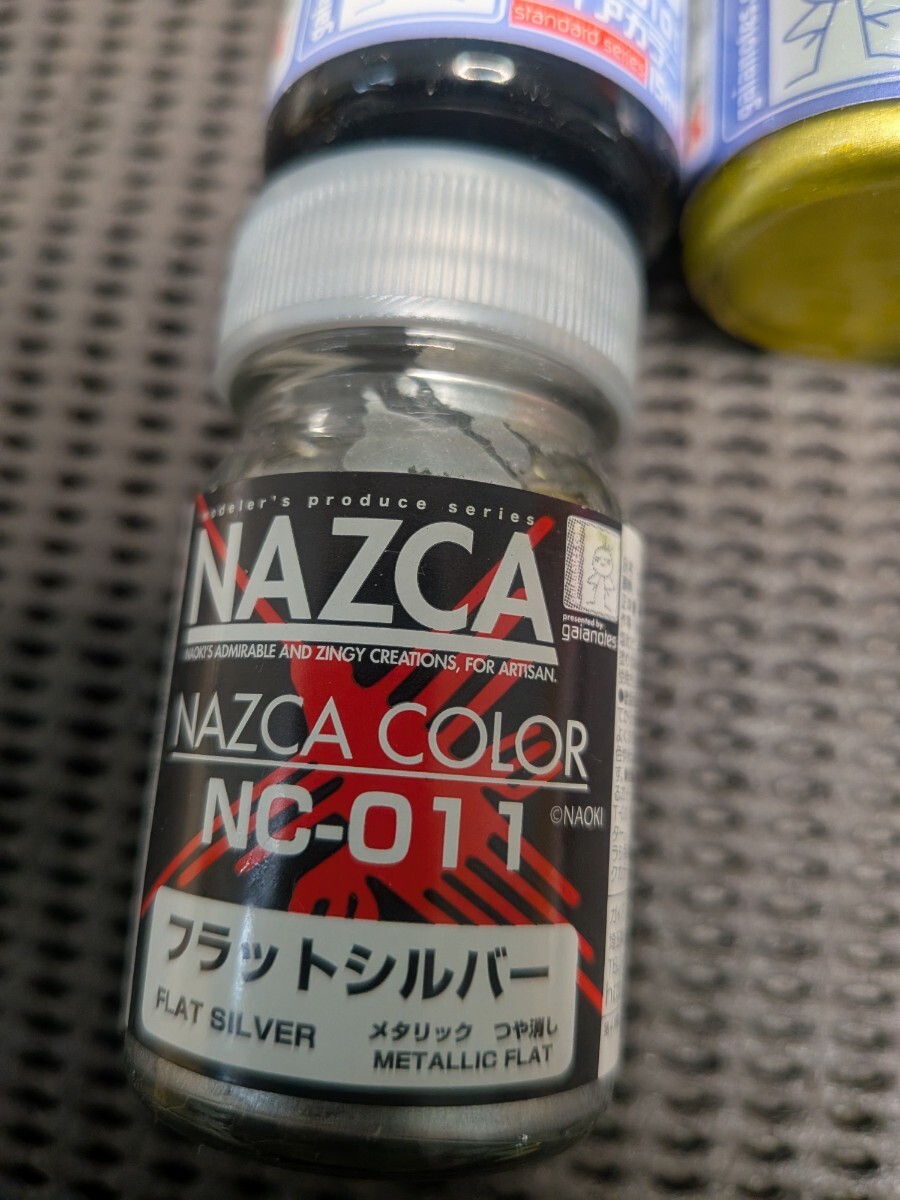 standard series
modeler's produce series
NAZCA
NAOKI'S ADMIRABLE AND ZINGY CREATIONS, FOR ARTISAN.
presented by
gaianotes
NAZCA COLOR
NC-011
©NAOKI
フラットシルバー
FLAT SILVER
メタリック つや消し
METALLIC FLAT